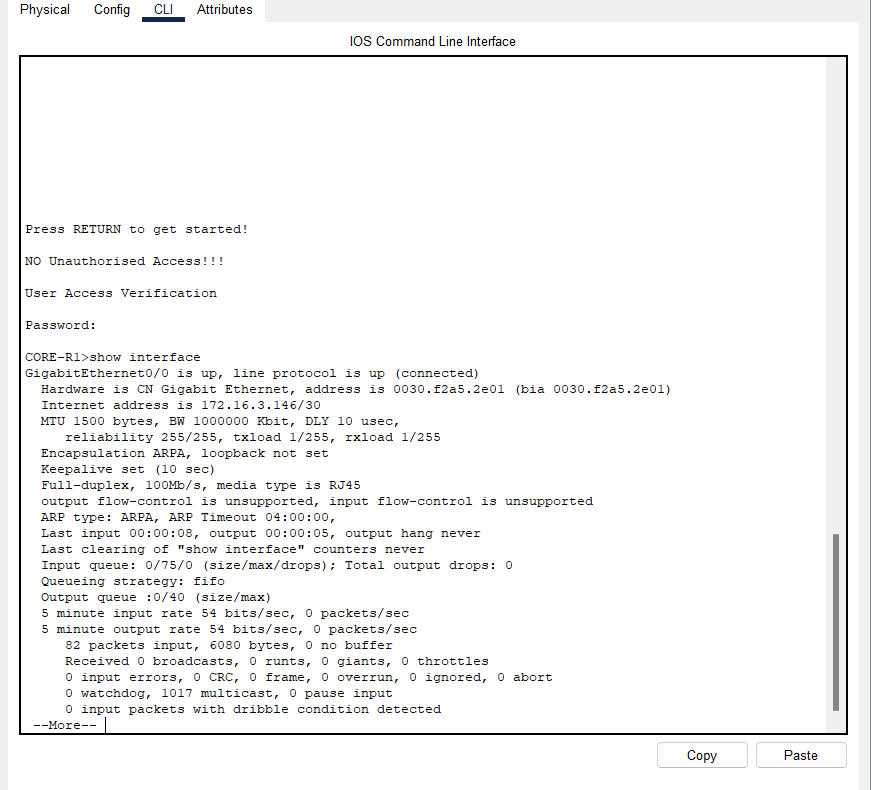 Physical Config CLI Attributes
IOS Command Line Interface
Press RETURN to get started!
NO Unauthorised Access!!!
User Access Verification
Password:
CORE-R1>show interface
GigabitEthernet0/0 is up, line protocol is up (connected)
Hardware is CN Gigabit Ethernet, address is 0030.f2a5.2e01 (bia 0030.f2a5.2e01)
Internet address is 172.16.3.146/30
MTU 1500 bytes, BW 1000000 Kbit, DLY 10 usec,
reliability 255/255, txload 1/255, rxload 1/255
Encapsulation ARPA, loopback not set
Keepalive set (10 sec)
Full-duplex, 100Mb/s, media type is RJ45
output flow-control is unsupported, input flow-control is unsupported
ARP type: ARPA, ARP Timeout 04:00:00,
Last input 00:00:08, output 00:00:05, output hang never
Last clearing of "show interface" counters never
Input queue: 0/75/0 (size/max/drops); Total output drops: 0
Queueing strategy: fifo
Output queue :0/40 (size/max)
5 minute input rate 54 bits/sec, 0 packets/sec
5 minute output rate 54 bits/sec, 0 packets/sec
82 packets input, 6080 bytes, 0 no buffer
Received 0 broadcasts, 0 runts, 0 giants, 0 throttles
0 input errors, 0 CRC, 0 frame, 0 overrun, 0 ignored, 0 abort
0 watchdog, 1017 multicast, 0 pause input
0 input packets with dribble condition detected
--More--
Copy Paste